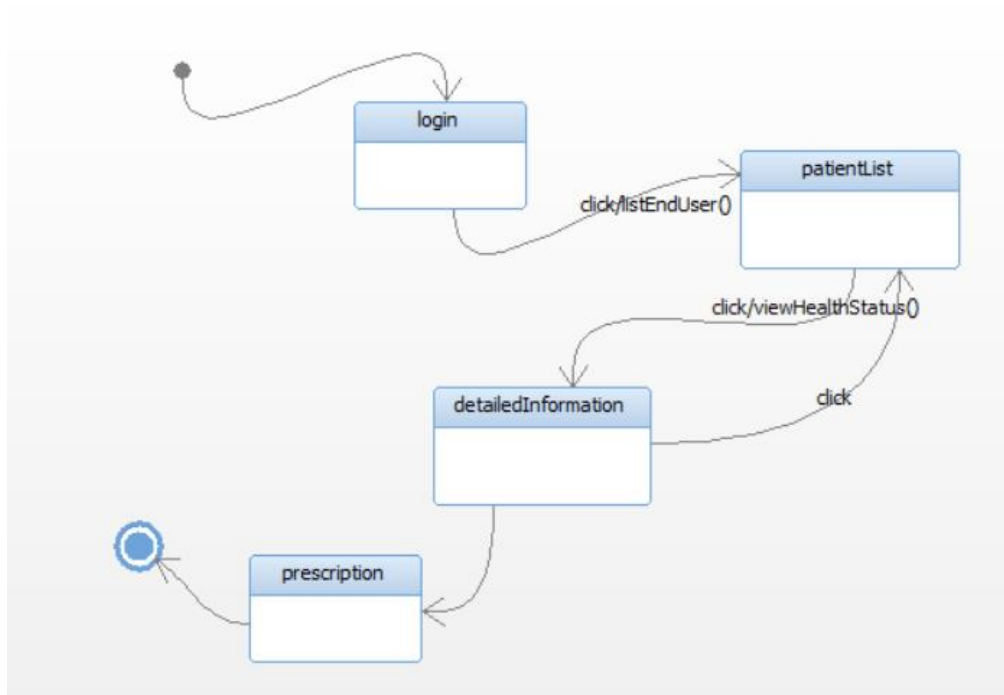 login
patientList
click/listEndUser()
click/viewHealthStatus()
click
detailedInformation
prescription